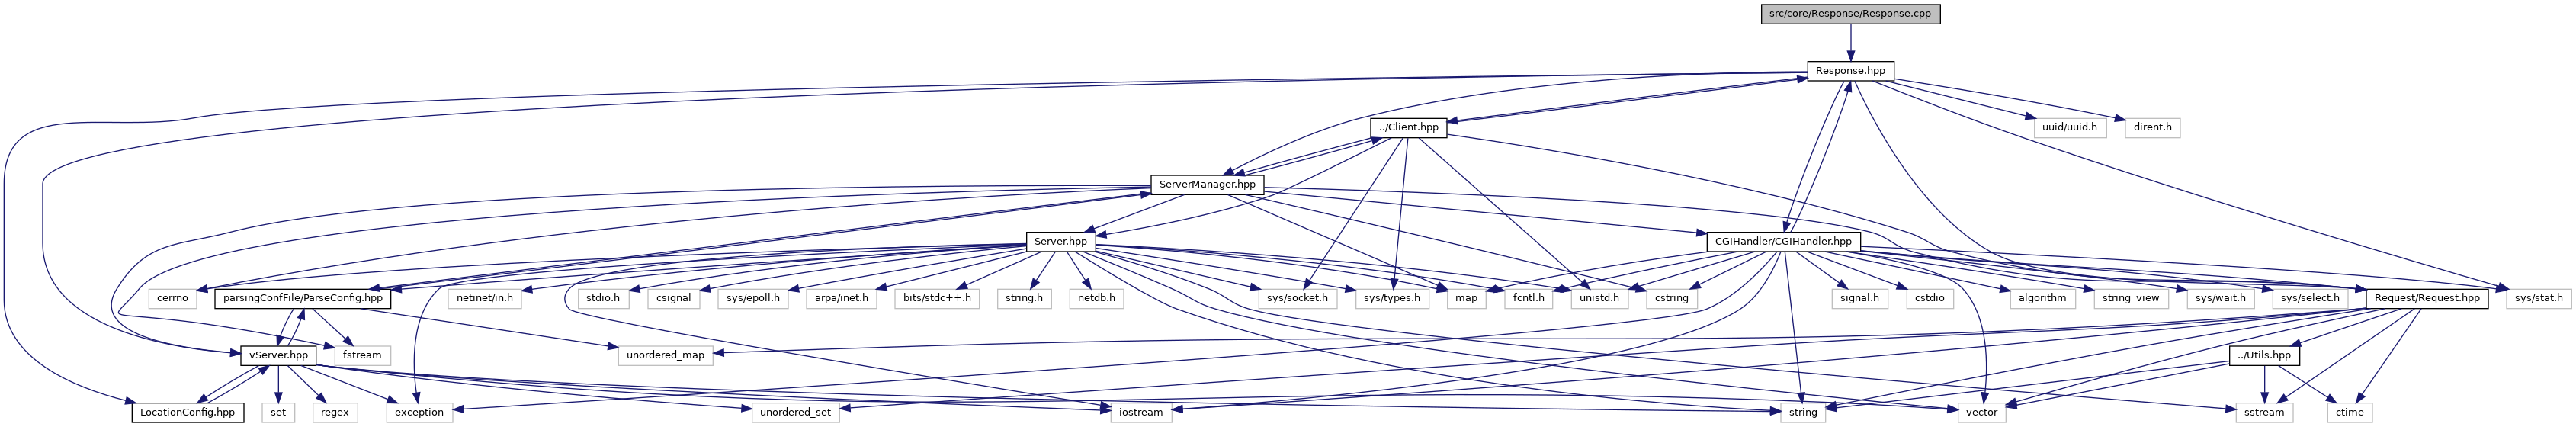 src/core/Response/Response.cpp
Response.hpp
../Client.hpp
uuid/uuid.h
dirent.h
ServerManager.hpp
Server.hpp
CGIHandler/CGIHandler.hpp
cerrno
parsingConfFile/ParseConfig.hpp
netinet/in.h
stdio.h
csignal
sys/epoll.h
arpa/inet.h
bits/stdc++.h
string.h
netdb.h
sys/socket.h
sys/types.h
map
fcntl.h
unistd.h
cstring
signal.h
cstdio
algorithm
string_view
sys/wait.h
sys/select.h
Request/Request.hpp
sys/stat.h
vServer.hpp
fstream
unordered_map
../Utils.hpp
LocationConfig.hpp
set
regex
exception
unordered_set
iostream
string
vector
sstream
ctime